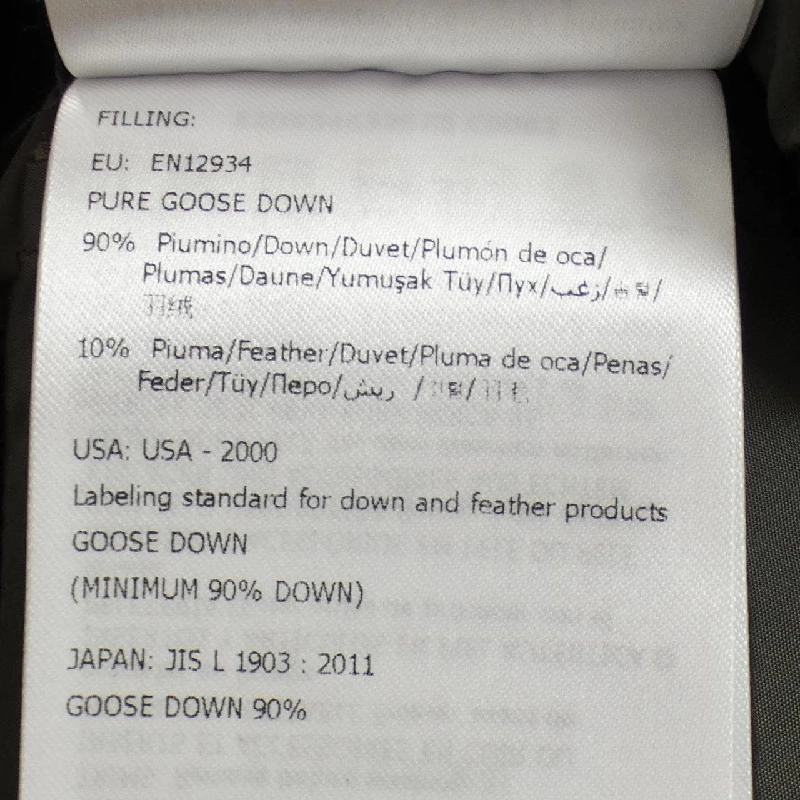 FILLING:
EU: EN12934
PURE GOOSE DOWN
90% Piumino/Down/Duvet/Plumón de oca/
Plumas/Daune/Yumuşak Tüy/Пух/زغب/
羽绒
10% Piuma/Feather/Duvet/Pluma de oca/Penas/
Feder/Tüy/Перо/ريش /
USA: USA - 2000
Labeling standard for down and feather products
GOOSE DOWN
(MINIMUM 90% DOWN)
JAPAN: JIS L 1903 : 2011
GOOSE DOWN 90%